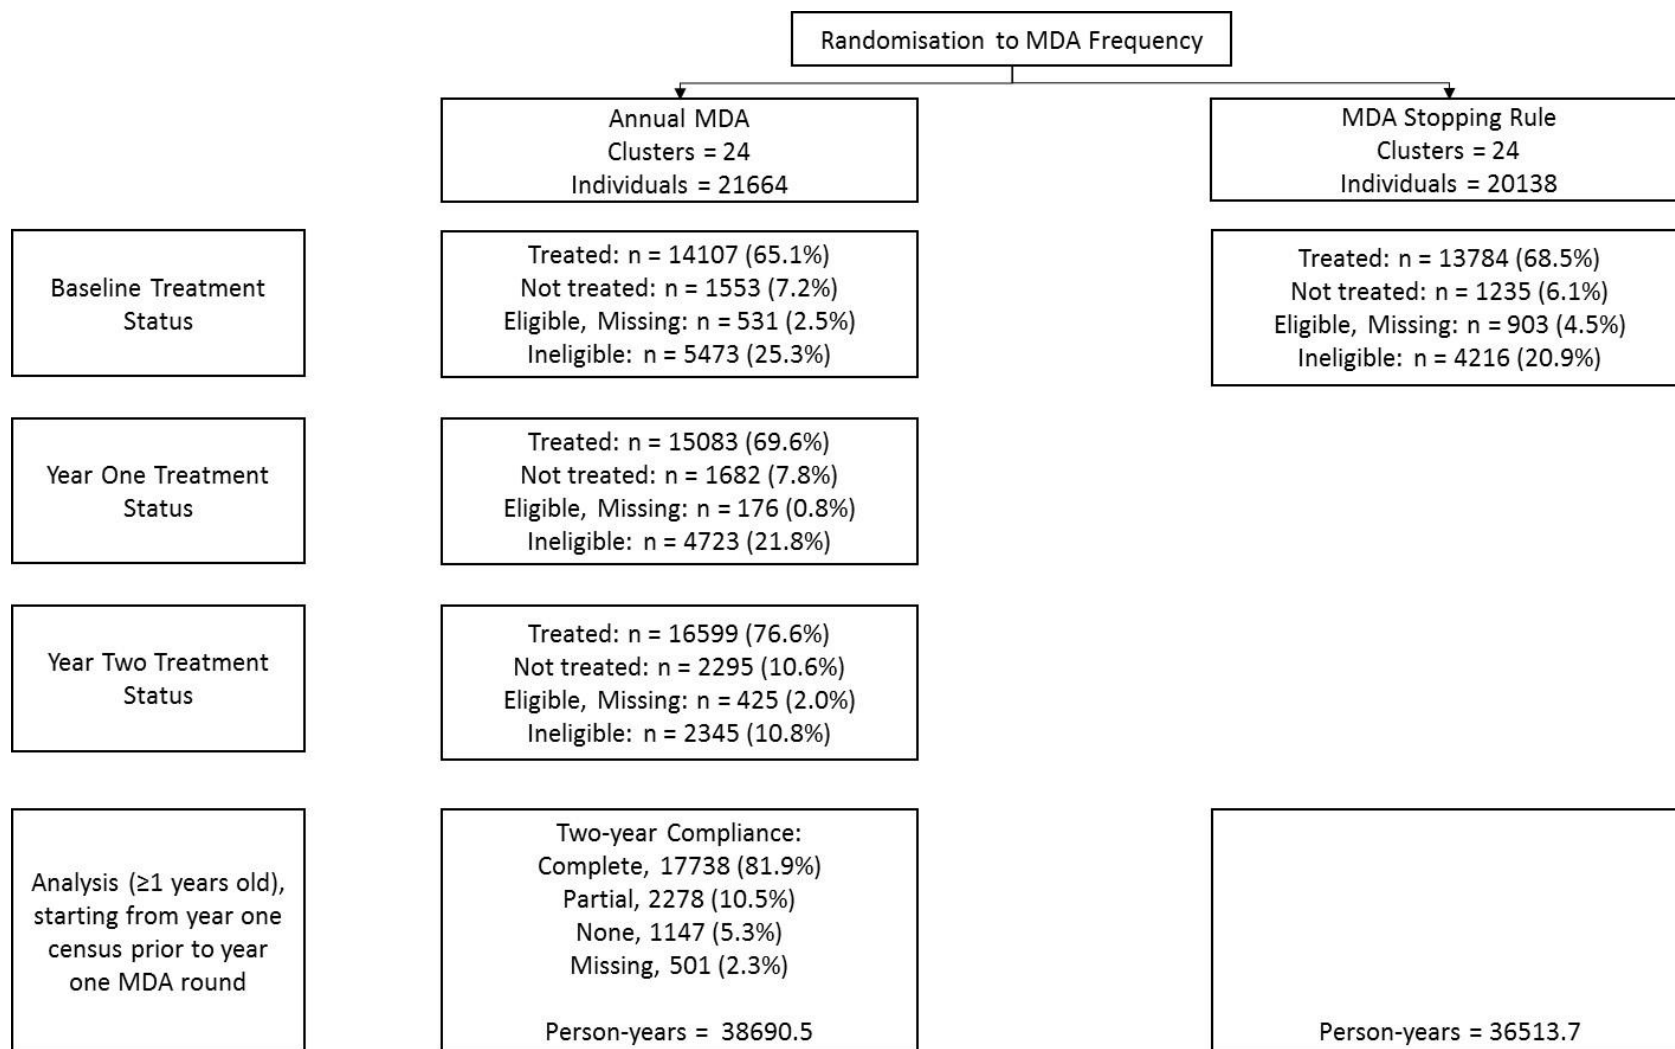 Randomisation to MDA Frequency
Annual MDA
Clusters = 24
Individuals = 21664
MDA Stopping Rule
Clusters = 24
Individuals = 20138
Baseline Treatment
Status
Treated: n = 14107 (65.1%)
Not treated: n = 1553 (7.2%)
Eligible, Missing: n = 531 (2.5%)
Ineligible: n = 5473 (25.3%)
Treated: n = 13784 (68.5%)
Not treated: n = 1235 (6.1%)
Eligible, Missing: n = 903 (4.5%)
Ineligible: n = 4216 (20.9%)
Year One Treatment
Status
Treated: n = 15083 (69.6%)
Not treated: n = 1682 (7.8%)
Eligible, Missing: n = 176 (0.8%)
Ineligible: n = 4723 (21.8%)
Year Two Treatment
Status
Treated: n = 16599 (76.6%)
Not treated: n = 2295 (10.6%)
Eligible, Missing: n = 425 (2.0%)
Ineligible: n = 2345 (10.8%)
Analysis (≥1 years old),
starting from year one
census prior to year
one MDA round
Two-year Compliance:
Complete, 17738 (81.9%)
Partial, 2278 (10.5%)
None, 1147 (5.3%)
Missing, 501 (2.3%)
Person-years = 38690.5
Person-years = 36513.7